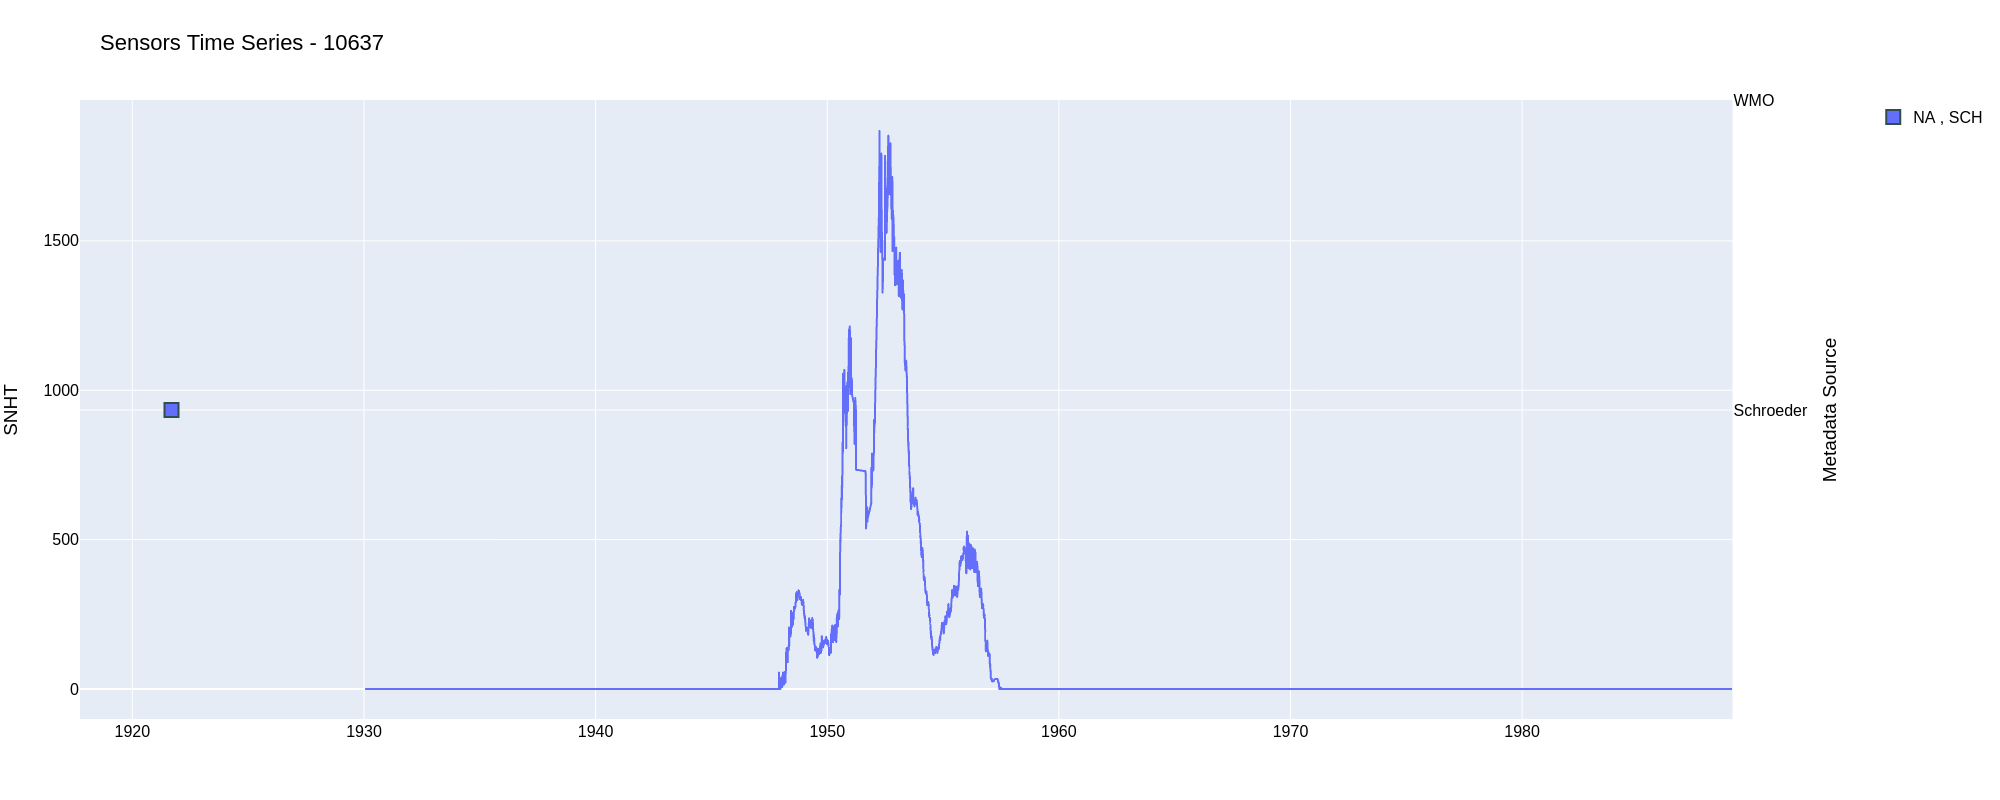 Sensors Time Series - 10637
WMO
NA , SCH
1500
1000
Schroeder
500
0
SNHT
Metadata Source
1920
1930
1940
1950
1960
1970
1980